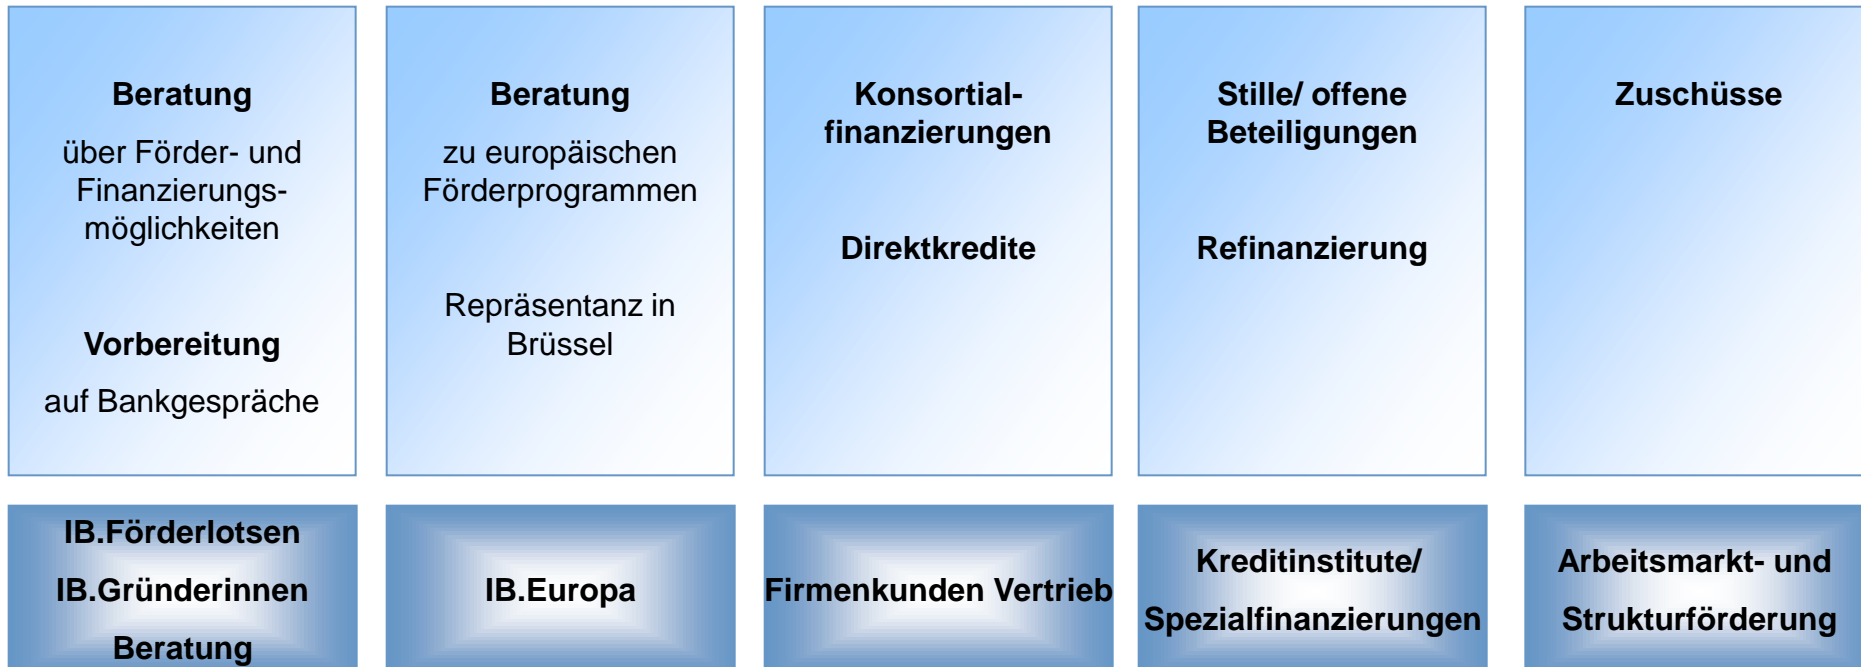 Beratung
über Förder- und
Finanzierungs-
möglichkeiten
Vorbereitung
auf Bankgespräche
Beratung
zu europäischen
Förderprogrammen
Repräsentanz in
Brüssel
Konsortial-
finanzierungen
Direktkredite
Stille/ offene
Beteiligungen
Refinanzierung
Zuschüsse
IB.Förderlotsen
IB.Gründerinnen
Beratung
IB.Europa
Firmenkunden Vertrieb
Kreditinstitute/
Spezialfinanzierungen
Arbeitsmarkt- und
Strukturförderung